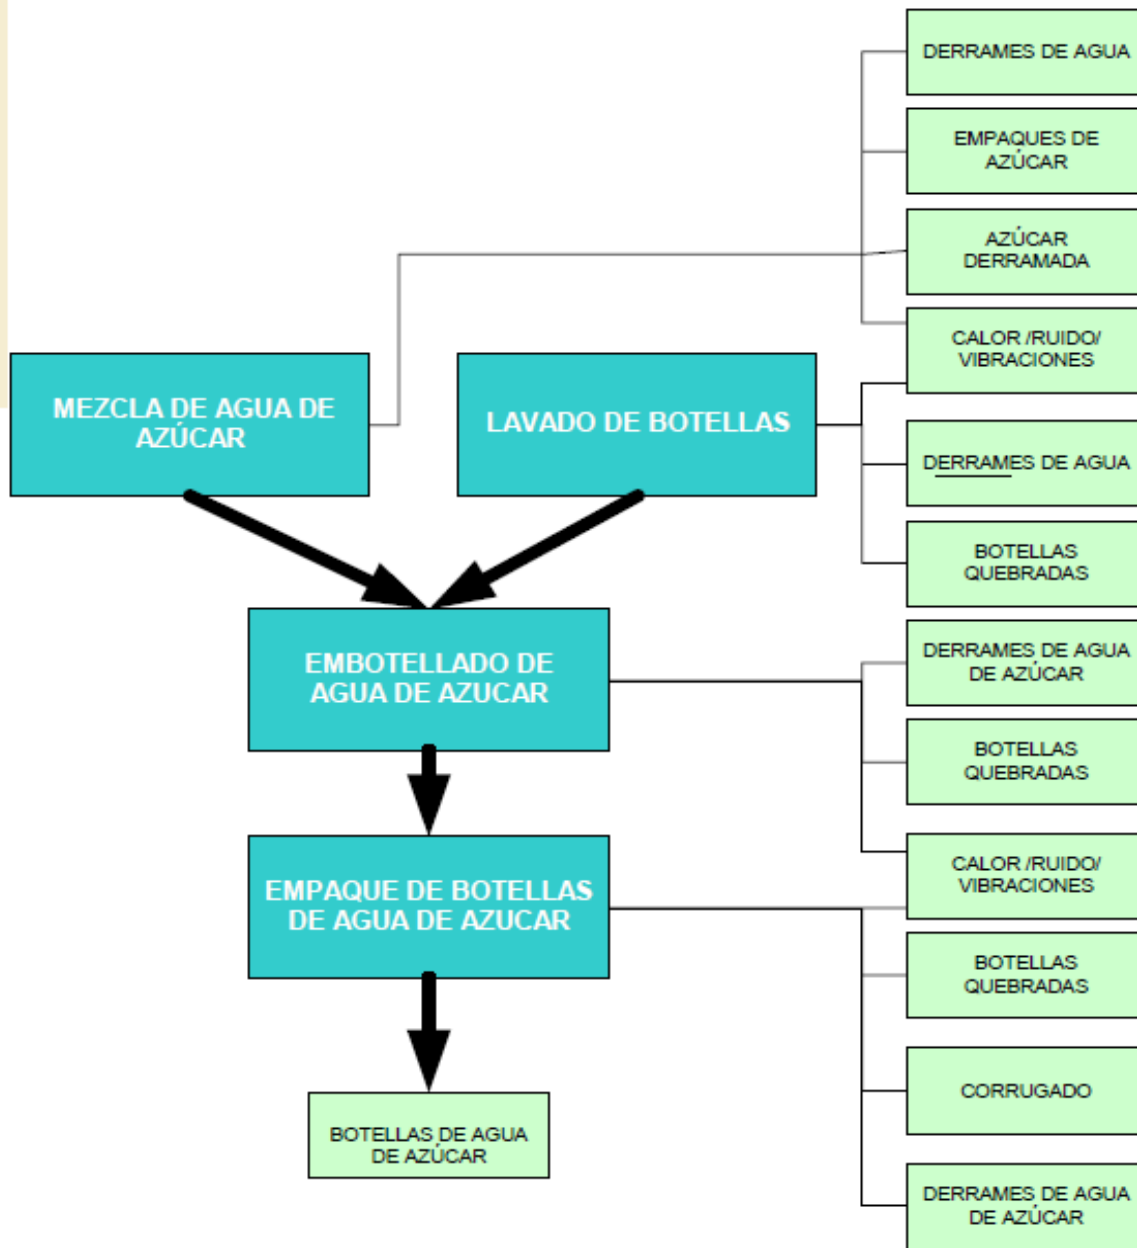 DERRAMES DE AGUA
EMPAQUES DE
AZÚCAR
AZÚCAR
DERRAMADA
CALOR /RUIDO/
VIBRACIONES
MEZCLA DE AGUA DE
AZÚCAR
LAVADO DE BOTELLAS
DERRAMES DE AGUA
BOTELLAS
QUEBRADAS
EMBOTELLADO DE
AGUA DE AZUCAR
DERRAMES DE AGUA
DE AZÚCAR
BOTELLAS
QUEBRADAS
CALOR /RUIDO/
VIBRACIONES
EMPAQUE DE BOTELLAS
DE AGUA DE AZUCAR
BOTELLAS
QUEBRADAS
CORRUGADO
BOTELLAS DE AGUA
DE AZÚCAR
DERRAMES DE AGUA
DE AZÚCAR